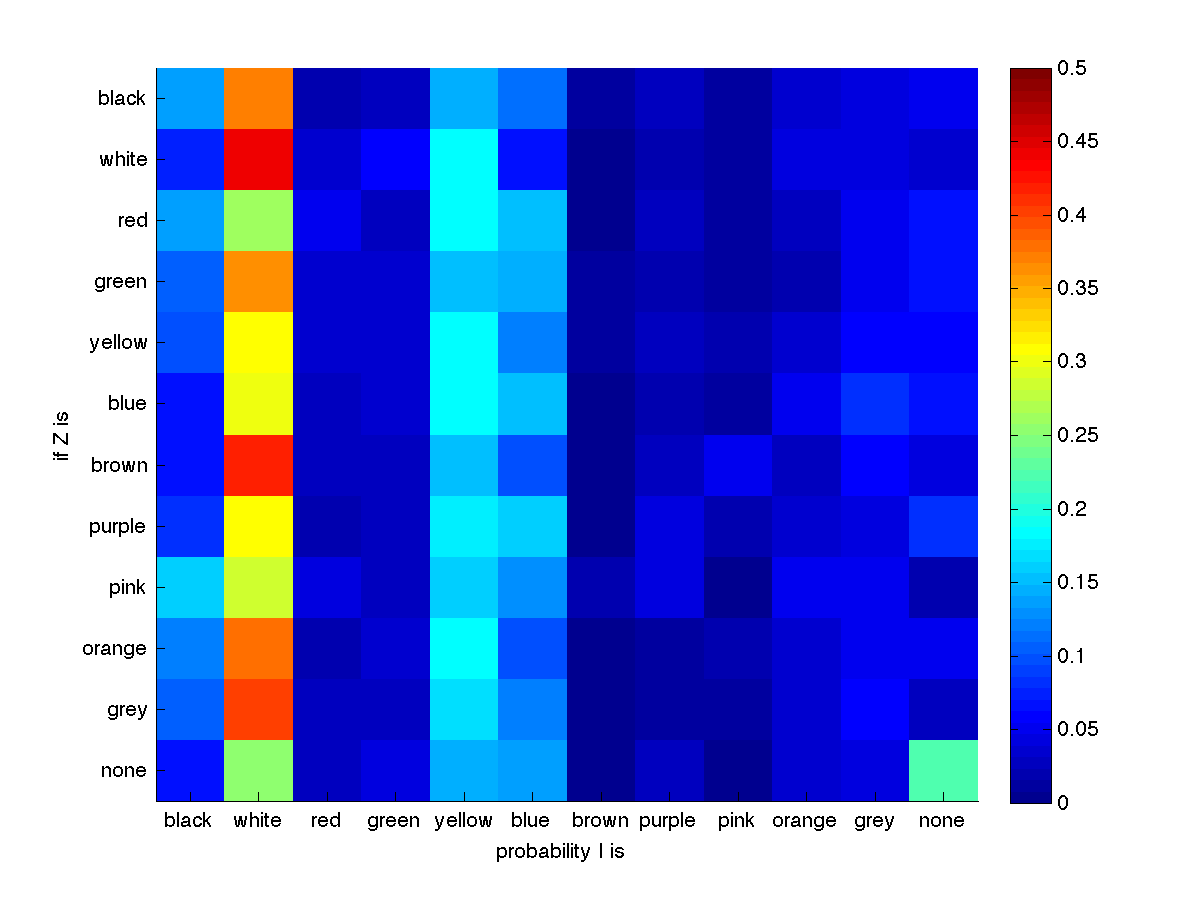 black
white
red
green
yellow
blue
brown
purple
pink
orange
grey
none
if Z is
black white red green yellow blue brown purple pink orange grey none
probability I is
0.5
0.45
0.4
0.35
0.3
0.25
0.2
0.15
0.1
0.05
0